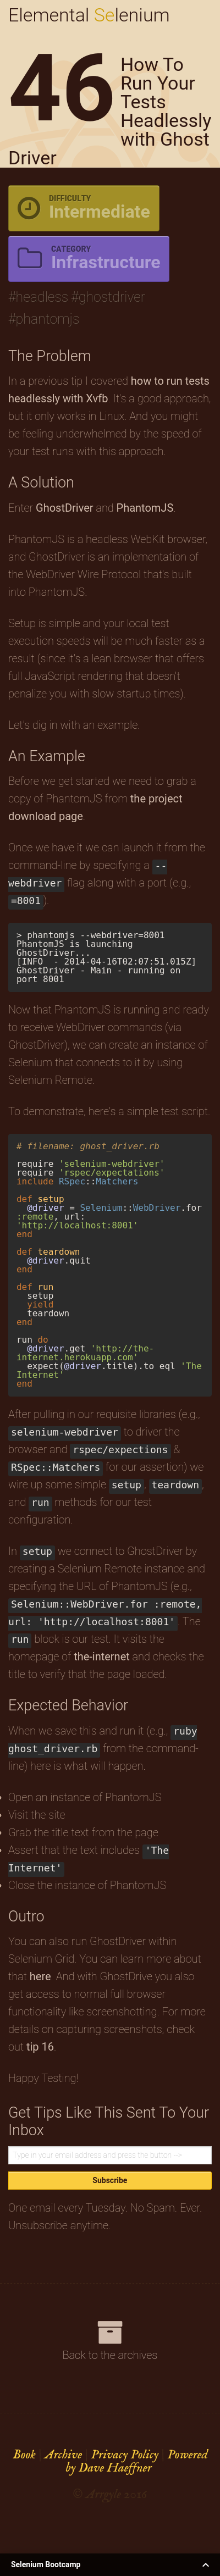 Elemental Selenium
46 How To
Run Your
Tests
Headlessly
with Ghost
Driver
DIFFICULTY
Intermediate
CATEGORY
Infrastructure
#headless #ghostdriver
#phantomjs
The Problem
In a previous tip I covered how to run tests
headlessly with Xvfb. It's a good approach,
but it only works in Linux. And you might
be feeling underwhelmed by the speed of
your test runs with this approach.
A Solution
Enter GhostDriver and PhantomJS
PhantomJS is a headless WebKit browser,
and GhostDriver is an implementation of
the WebDriver Wire Protocol that's built
into PhantomJS.
Setup is simple and your local test
execution speeds will be much faster as a
result (since it's a lean browser that offers
full JavaScript rendering that doesn't
penalize you with slow startup times).
Let's dig in with an example.
An Example
Before we get started we need to grab a
copy of PhantomJS from the project
download page
Once we have it we can launch it from the
command-line by specifying a --
webdriver flag along with a port (e.g.,
=8001)
> phantomjs --webdriver=8001
PhantomJS is launching
GhostDriver...
[INFO  - 2014-04-16T02:07:51.015Z]
GhostDriver - Main - running on
port 8001
Now that PhantomJS is running and ready
to receive WebDriver commands (via
GhostDriver), we can create an instance of
Selenium that connects to it by using
Selenium Remote.
To demonstrate, here's a simple test script.
# filename: ghost_driver.rb
require 'selenium-webdriver'
require 'rspec/expectations'
include RSpec::Matchers
def setup
@driver = Selenium::WebDriver.for
:remote, url:
'http://localhost:8001'
end
def teardown
@driver.quit
end
def run
setup
yield
teardown
end
run do
@driver.get 'http://the-
internet.herokuapp.com'
expect(@driver.title).to eql 'The
Internet'
end
After pulling in our requisite libraries (e.g.,
selenium-webdriver to driver the
browser and rspec/expections &
RSpec::Matchers for our assertion) we
wire up some simple setup, teardown,
and run methods for our test
configuration.
In setup we connect to GhostDriver by
creating a Selenium Remote instance and
specifying the URL of PhantomJS (e.g.,
Selenium::WebDriver.for :remote,
url: 'http://localhost:8001'. The
run block is our test. It visits the
homepage of the-internet and checks the
title to verify that the page loaded.
Expected Behavior
When we save this and run it (e.g., ruby
ghost_driver.rb from the command-
line) here is what will happen.
Open an instance of PhantomJS
Visit the site
Grab the title text from the page
Assert that the text includes 'The
Internet'
Close the instance of PhantomJS
Outro
You can also run GhostDriver within
Selenium Grid. You can learn more about
that here. And with GhostDrive you also
get access to normal full browser
functionality like screenshotting. For more
details on capturing screenshots, check
out tip 16.
Happy Testing!
Get Tips Like This Sent To Your
Inbox
Type in your email address and press the button -->
Subscribe
One email every Tuesday. No Spam. Ever.
Unsubscribe anytime.
Back to the archives
Book | Archive | Privacy Policy | Powered
by Dave Haeffner
Selenium Bootcamp